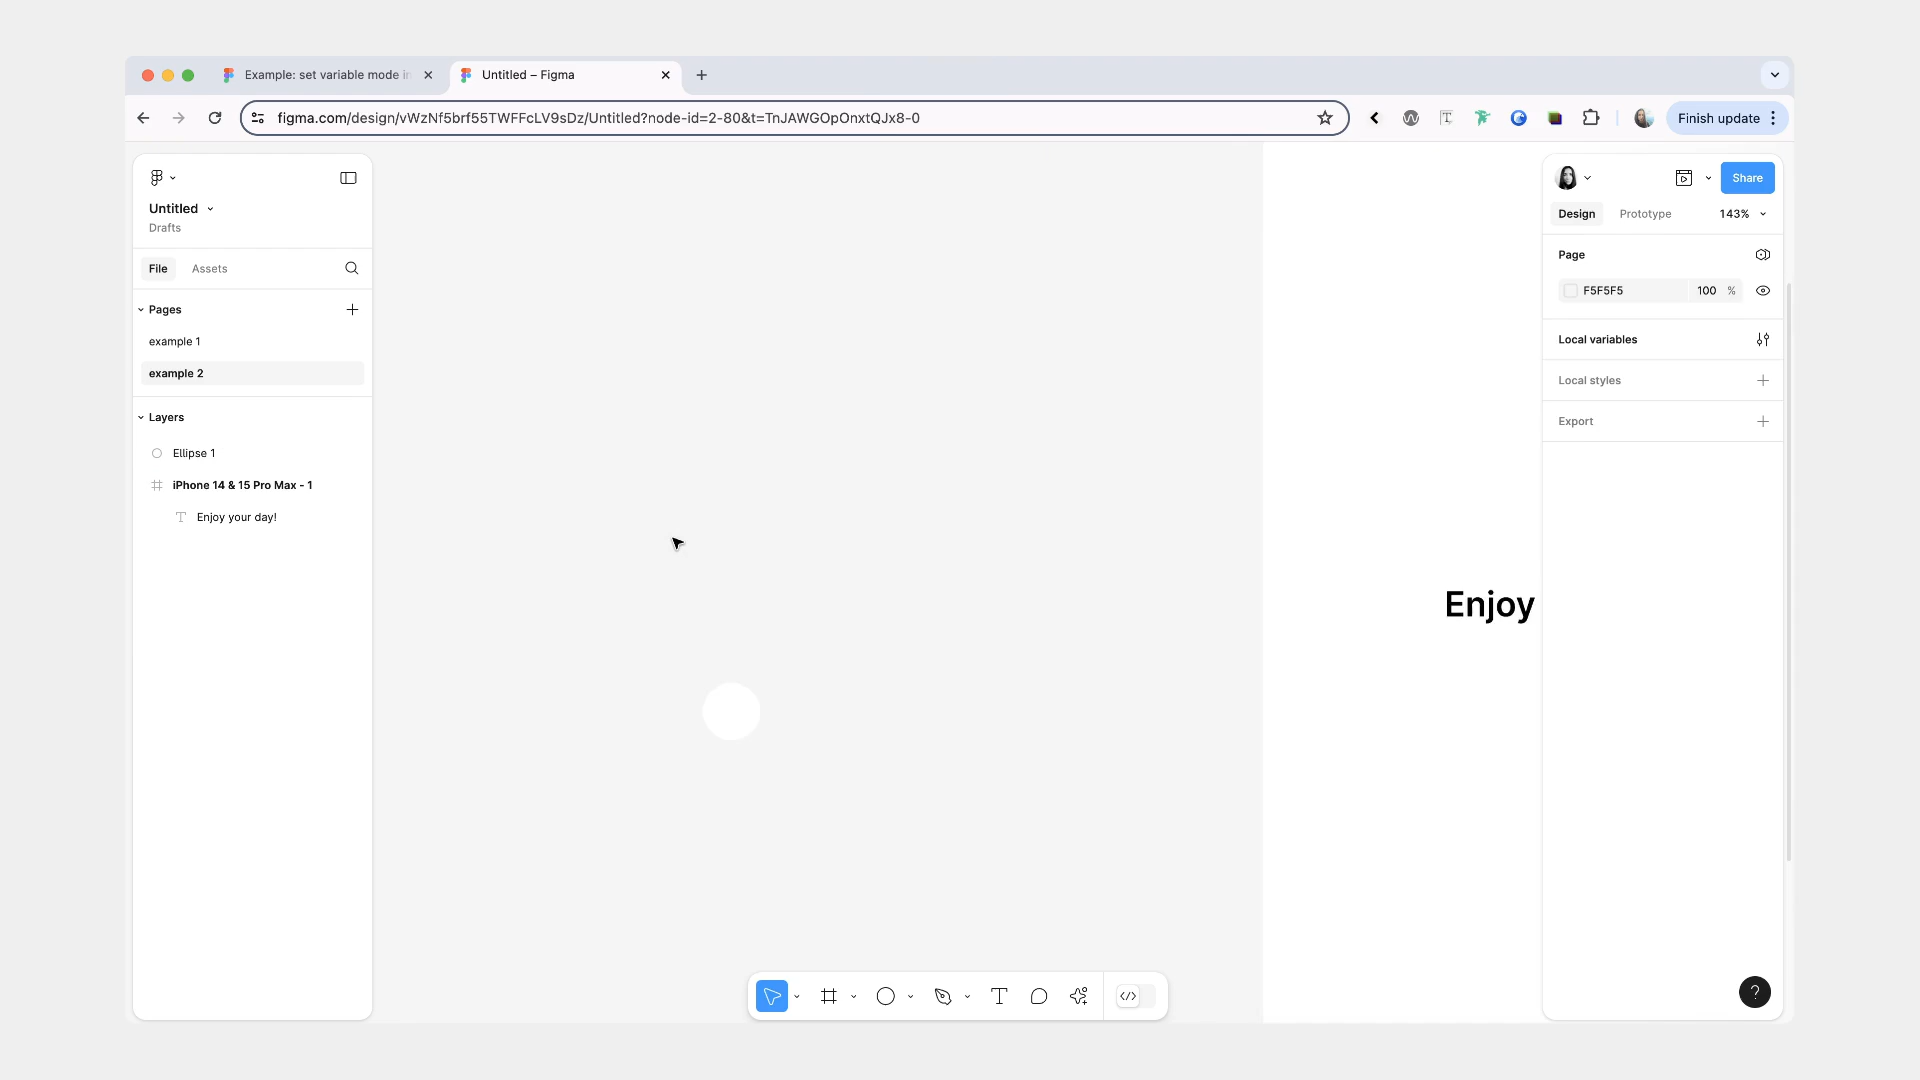 Example: set variable mode in
Untitled – Figma
figma.com/design/vWzNf5brf55TWFFcLV9sDz/Untitled?node-id=2-80&t=TnJAWGOpOnxtQJx8-0
Finish update
Untitled
Drafts
Share
Design
Prototype
143%
File
Assets
Page
F5F5F5
100
%
Pages
example 1
example 2
Local variables
Local styles
Export
Layers
Ellipse 1
iPhone 14 & 15 Pro Max - 1
Enjoy your day!
Enjoy
?